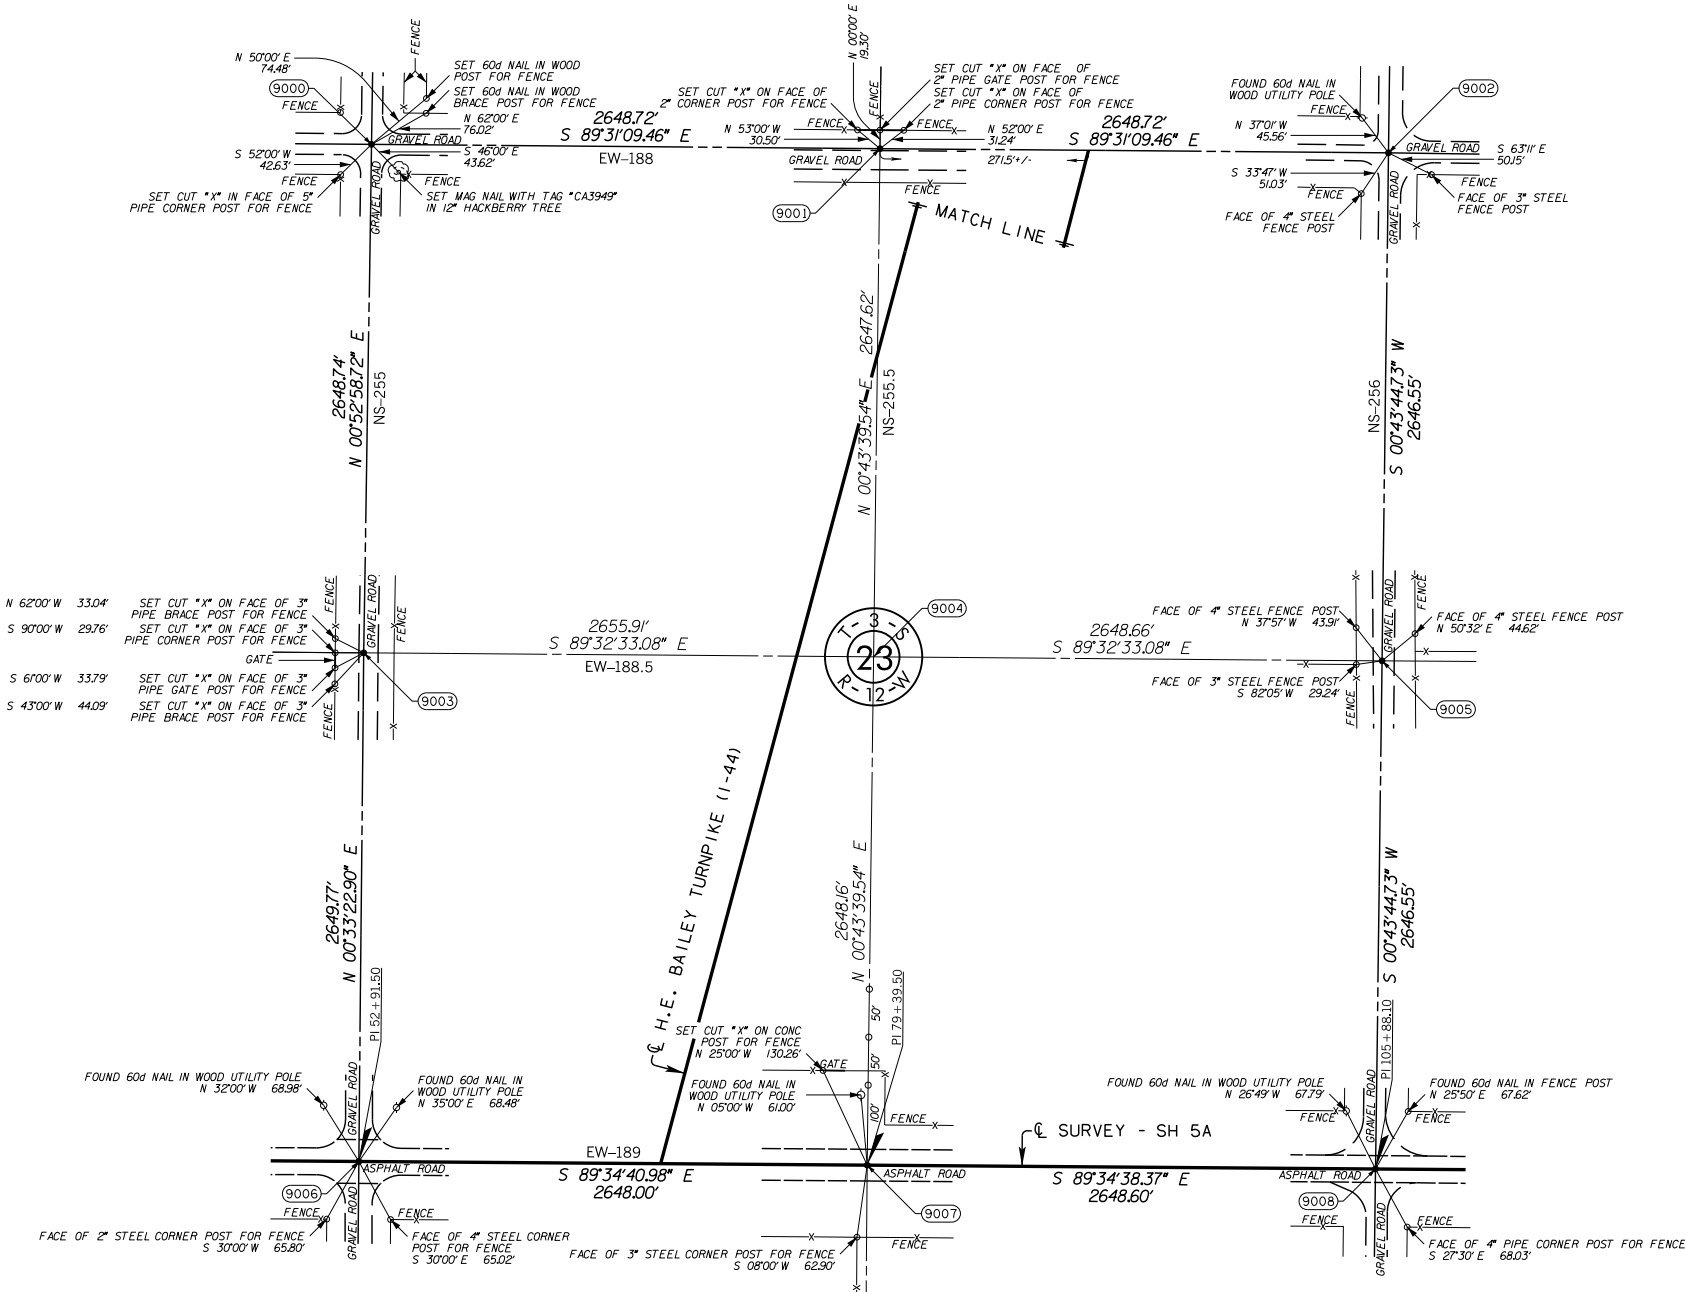 N 50°00' E
74.48'
9000
FENCE
FENCE
SET 60d NAIL IN WOOD
POST FOR FENCE
SET 60d NAIL IN WOOD
BRACE POST FOR FENCE
N 62°00' E
76.02'
GRAVEL ROAD
S 46°00' E
43.62'
S 52°00' W
42.63'
FENCE
FENCE
GRAVEL ROAD
SET CUT "X" IN FACE OF 5"
PIPE CORNER POST FOR FENCE
SET MAG NAIL WITH TAG "CA3949"
IN 12" HACKBERRY TREE
2648.72'
S 89°31'09.46" E
EW-188
N 00°00' E
19.30'
FENCE
SET CUT "X" ON FACE OF
2" CORNER POST FOR FENCE
SET CUT "X" ON FACE OF
2" PIPE GATE POST FOR FENCE
SET CUT "X" ON FACE OF
2" PIPE CORNER POST FOR FENCE
FENCE
FENCE
N 53°00' W
30.50'
N 52°00' E
31.24'
GRAVEL ROAD
271.5'+/-
FENCE
9001
MATCH LINE
2648.72'
S 89°31'09.46" E
FOUND 60d NAIL IN
WOOD UTILITY POLE
FENCE
9002
N 37°01' W
45.56'
GRAVEL ROAD
S 63°11' E
50.15'
S 33°47' W
51.03'
FENCE
FENCE
GRAVEL ROAD
FACE OF 4" STEEL
FENCE POST
FACE OF 3" STEEL
FENCE POST
2648.74'
N 00°52'58.72" E
NS-255
N 00°43'39.54" E 2647.62'
NS-255.5
NS-256
S 00°43'44.73" W
2646.55'
N 62°00' W 33.04' SET CUT "X" ON FACE OF 3"
PIPE BRACE POST FOR FENCE
S 90°00' W 29.76' SET CUT "X" ON FACE OF 3"
PIPE CORNER POST FOR FENCE
GATE
S 61°00' W 33.79' SET CUT "X" ON FACE OF 3"
PIPE GATE POST FOR FENCE
S 43°00' W 44.09' SET CUT "X" ON FACE OF 3"
PIPE BRACE POST FOR FENCE
FENCE
GRAVEL ROAD
FENCE
FENCE
9003
2655.91'
S 89°32'33.08" E
EW-188.5
T-3-S
23
R-12-W
9004
2648.66'
S 89°32'33.08" E
FACE OF 4" STEEL FENCE POST
N 37°57' W 43.91'
FACE OF 3" STEEL FENCE POST
S 82°05' W 29.24'
GRAVEL ROAD
FENCE
FACE OF 4" STEEL FENCE POST
N 50°32' E 44.62'
FENCE
9005
2649.77'
N 00°33'22.90" E
℄ H.E. BAILEY TURNPIKE (I-44)
2648.16'
N 00°43'39.54" E
S 00°43'44.73" W
2646.55'
PI 52+91.50
PI 79+39.50
PI 105+88.10
FOUND 60d NAIL IN WOOD UTILITY POLE
N 32°00' W 68.98'
GRAVEL ROAD
FOUND 60d NAIL IN
WOOD UTILITY POLE
N 35°00' E 68.48'
SET CUT "X" ON CONC
POST FOR FENCE
N 25°00' W 130.26'
GATE
FOUND 60d NAIL IN
WOOD UTILITY POLE
N 05°00' W 61.00'
50'
50'
100'
FENCE
℄ SURVEY - SH 5A
FOUND 60d NAIL IN WOOD UTILITY POLE
N 26°49' W 67.79'
FENCE
GRAVEL ROAD
FOUND 60d NAIL IN FENCE POST
N 25°50' E 67.62'
FENCE
EW-189
ASPHALT ROAD
S 89°34'40.98" E
2648.00'
ASPHALT ROAD
S 89°34'38.37" E
2648.60'
ASPHALT ROAD
9006
9007
9008
FENCE
GRAVEL ROAD
FENCE
FACE OF 2" STEEL CORNER POST FOR FENCE
S 30°00' W 65.80'
FACE OF 4" STEEL CORNER
POST FOR FENCE
S 30°00' E 65.02'
FACE OF 3" STEEL CORNER POST FOR FENCE
S 08°00' W 62.90'
FENCE
FENCE
GRAVEL ROAD
FENCE
FACE OF 4" PIPE CORNER POST FOR FENCE
S 27°30' E 68.03'